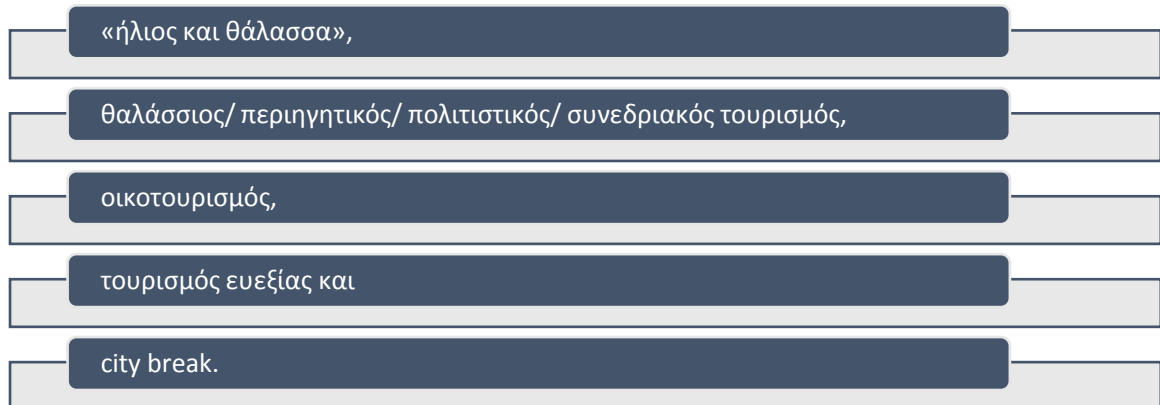 «ήλιος και θάλασσα»,
θαλάσσιος/ περιηγητικός/ πολιτιστικός/ συνεδριακός τουρισμός,
οικοτουρισμός,
τουρισμός ευεξίας και
city break.